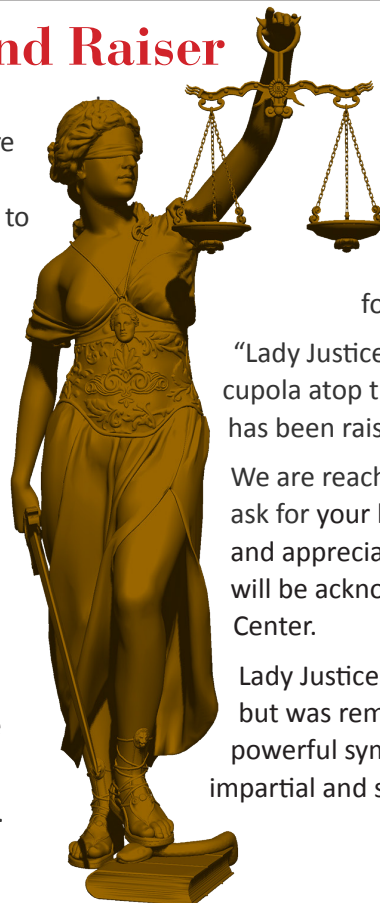 nd Raiser
re
to
fo
“Lady Justice
cupola atop t
has been rais
We are reach
ask for your
and apprecia
will be ackno
Center.
Lady Justice
but was rem
powerful sym
impartial and s
.